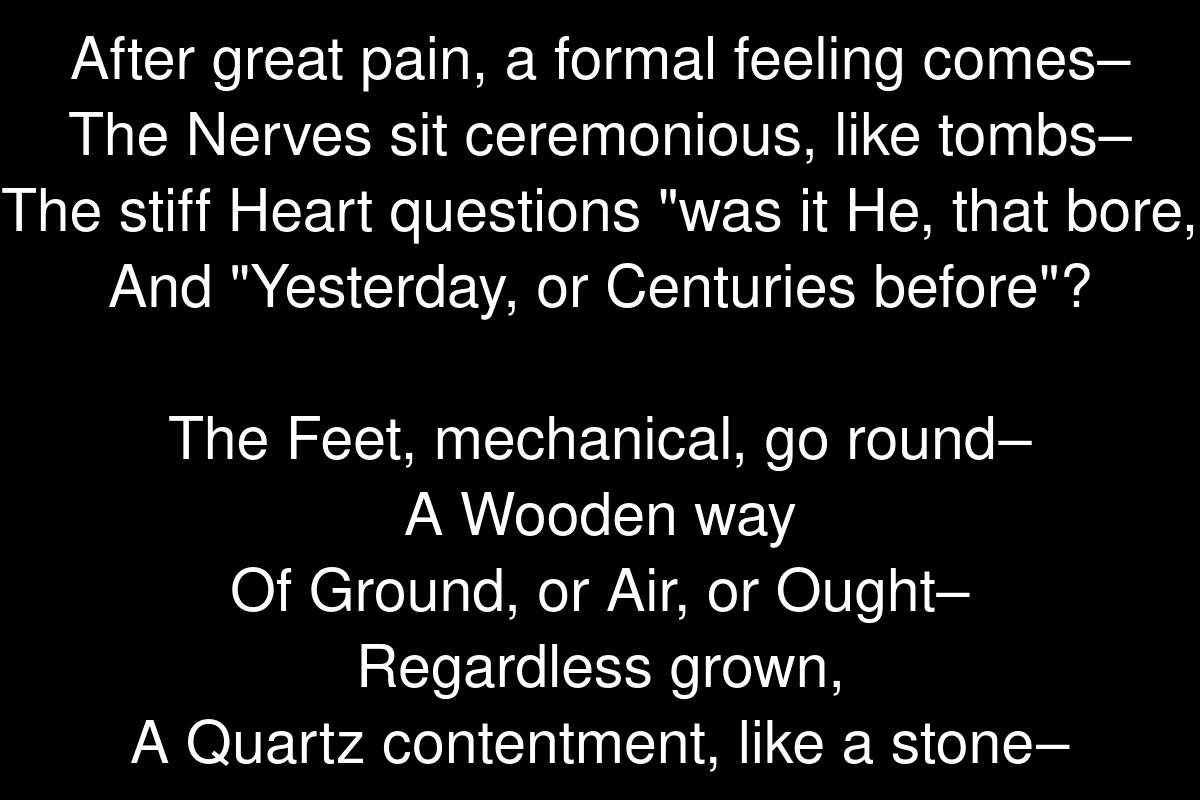 After great pain, a formal feeling comes–
The Nerves sit ceremonious, like tombs–
The stiff Heart questions "was it He, that bore,
And "Yesterday, or Centuries before"?
The Feet, mechanical, go round–
A Wooden way
Of Ground, or Air, or Ought–
Regardless grown,
A Quartz contentment, like a stone–